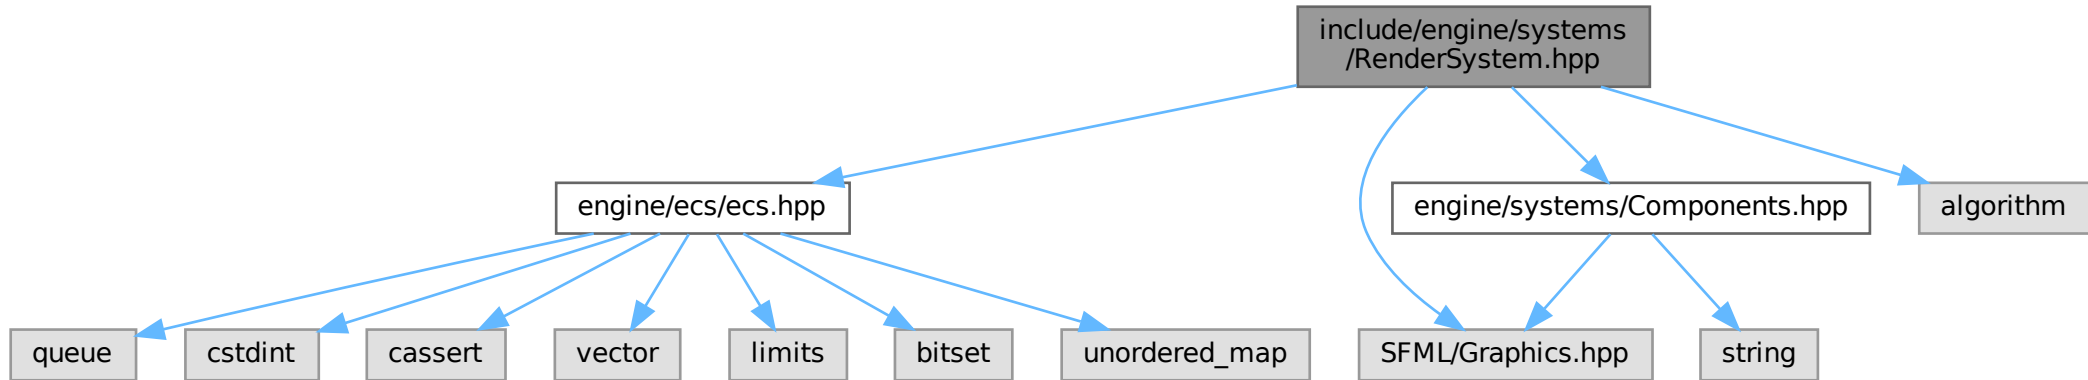 include/engine/systems
/RenderSystem.hpp
engine/ecs/ecs.hpp
engine/systems/Components.hpp
algorithm
queue
cstdint
cassert
vector
limits
bitset
unordered_map
SFML/Graphics.hpp
string